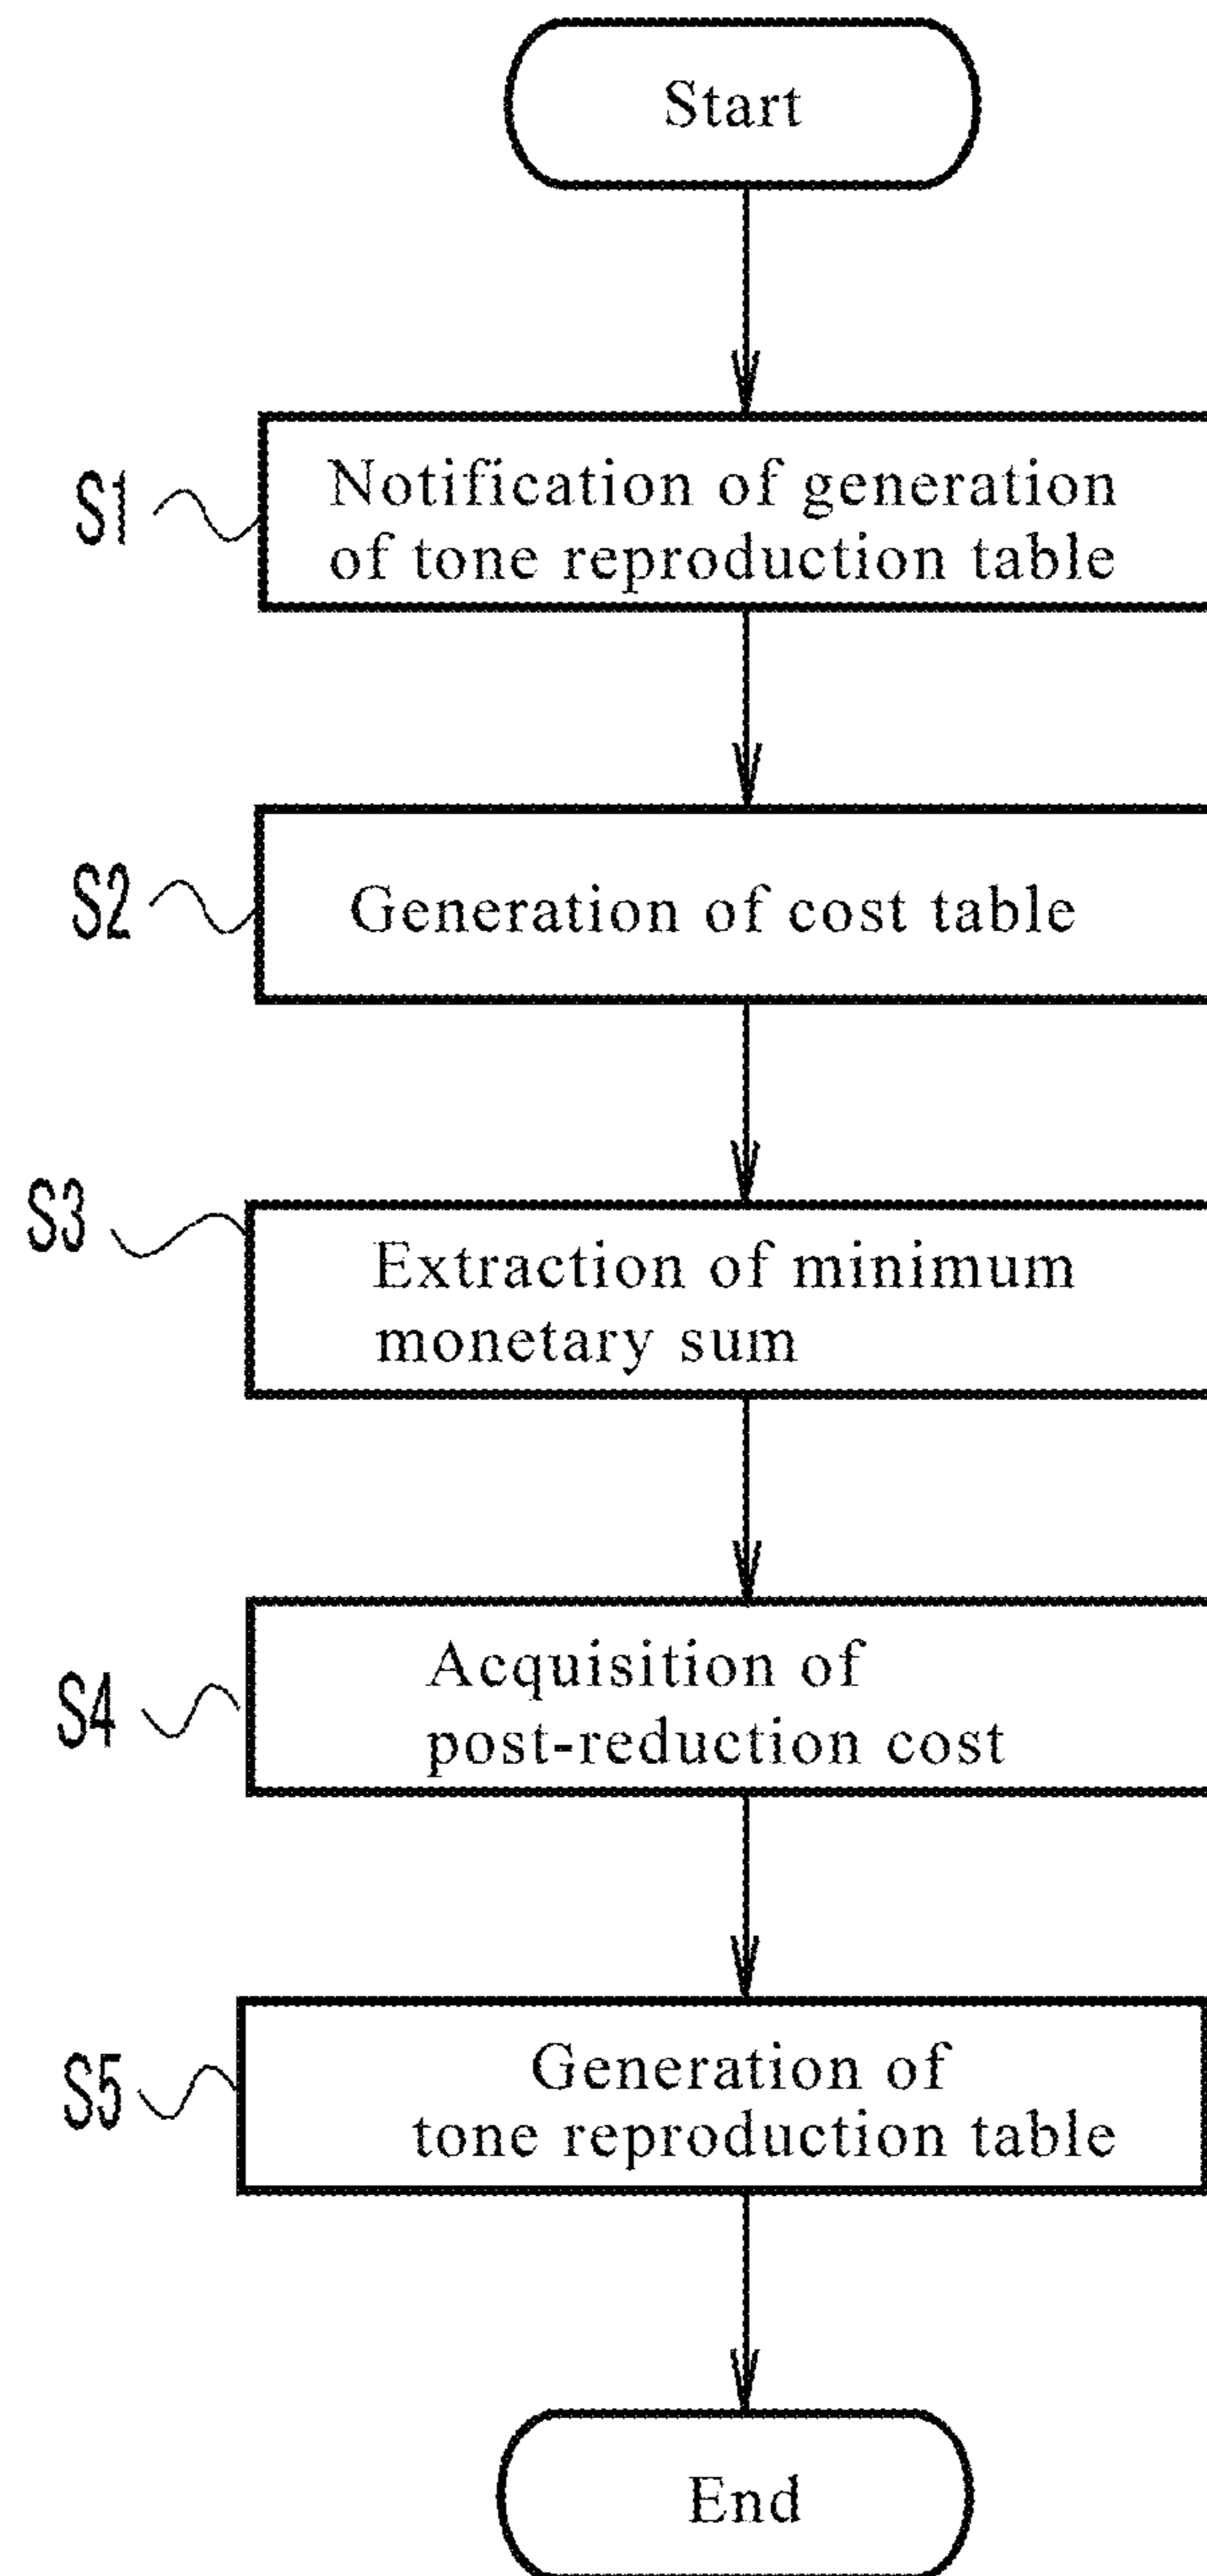 Start
S1
Notification of generation
of tone reproduction table
S2
Generation of cost table
S3
Extraction of minimum
monetary sum
S4
Acquisition of
post-reduction cost
S5
Generation of
tone reproduction table
End